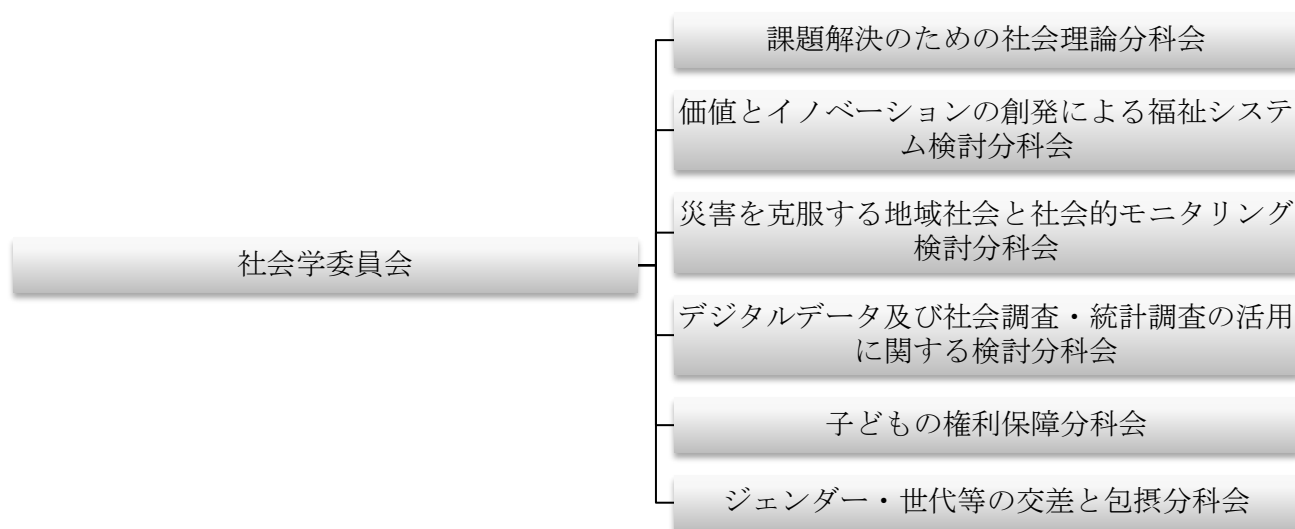 社会学委員会
課題解決のための社会理論分科会
価値とイノベーションの創発による福祉システ
ム検討分科会
災害を克服する地域社会と社会的モニタリング
検討分科会
デジタルデータ及び社会調査・統計調査の活用
に関する検討分科会
子どもの権利保障分科会
ジェンダー・世代等の交差と包摂分科会